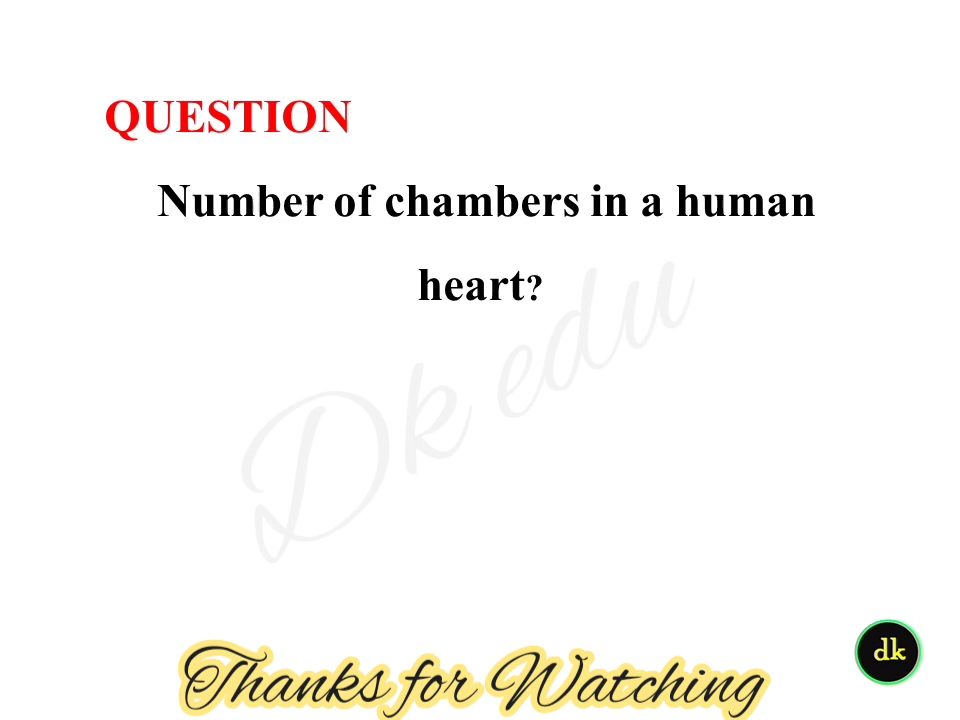 QUESTION
Number of chambers in a human
heart?
Dk edu
dk
Thanks for Watching